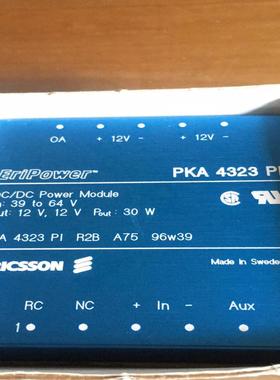 OA + 12V - + 12V -
EriPower™ PKA 4323 PI
DC/DC Power Module
: 39 to 64 V
: 12 V, 12 V Pout: 30 W
A 4323 PI R2B A75 96w39
ERICSSON Made In Sweden
RC NC + In - Aux
1